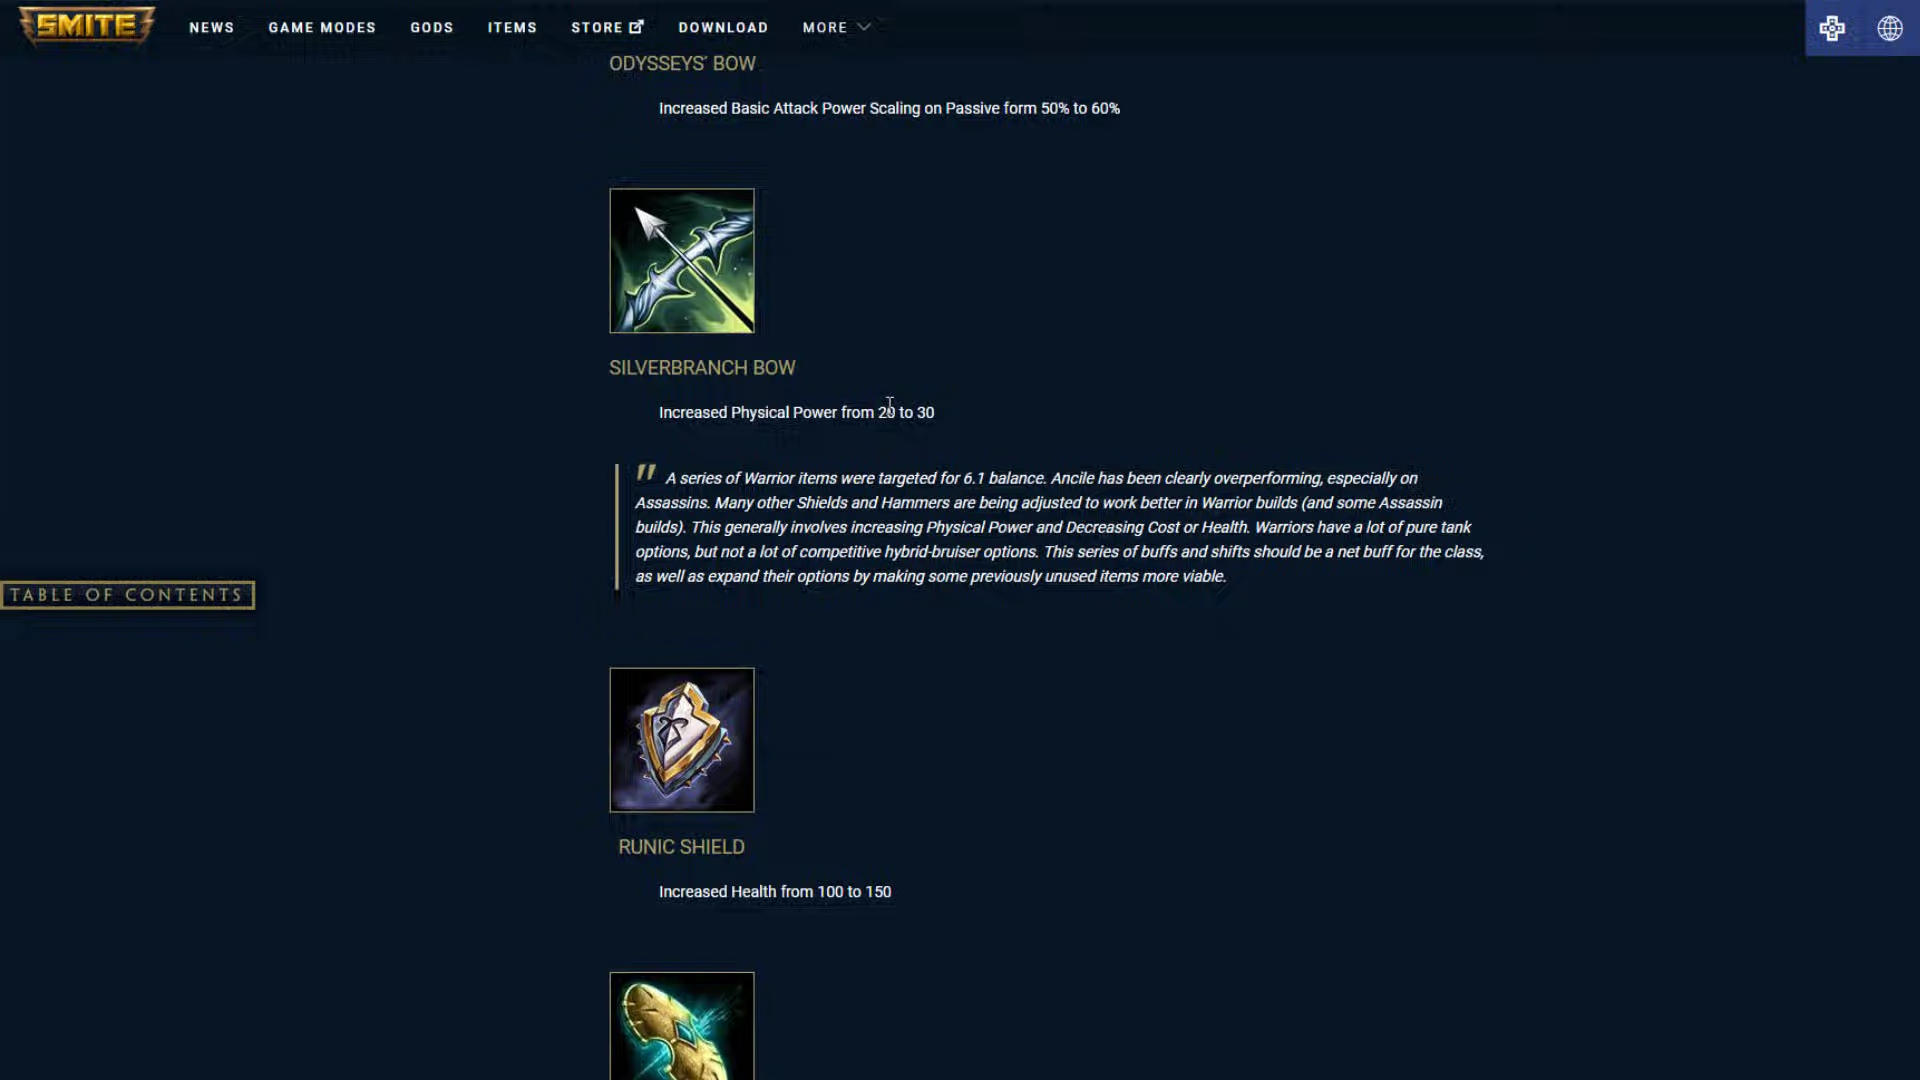 SMITE
NEWS GAME MODES GODS ITEMS STORE DOWNLOAD MORE
ODYSSEYS' BOW
Increased Basic Attack Power Scaling on Passive form 50% to 60%
SILVERBRANCH BOW
Increased Physical Power from 20 to 30
" A series of Warrior items were targeted for 6.1 balance. Ancile has been clearly overperforming, especially on
Assassins. Many other Shields and Hammers are being adjusted to work better in Warrior builds (and some Assassin
builds). This generally involves increasing Physical Power and Decreasing Cost or Health. Warriors have a lot of pure tank
options, but not a lot of competitive hybrid-bruiser options. This series of buffs and shifts should be a net buff for the class,
as well as expand their options by making some previously unused items more viable.
TABLE OF CONTENTS
RUNIC SHIELD
Increased Health from 100 to 150